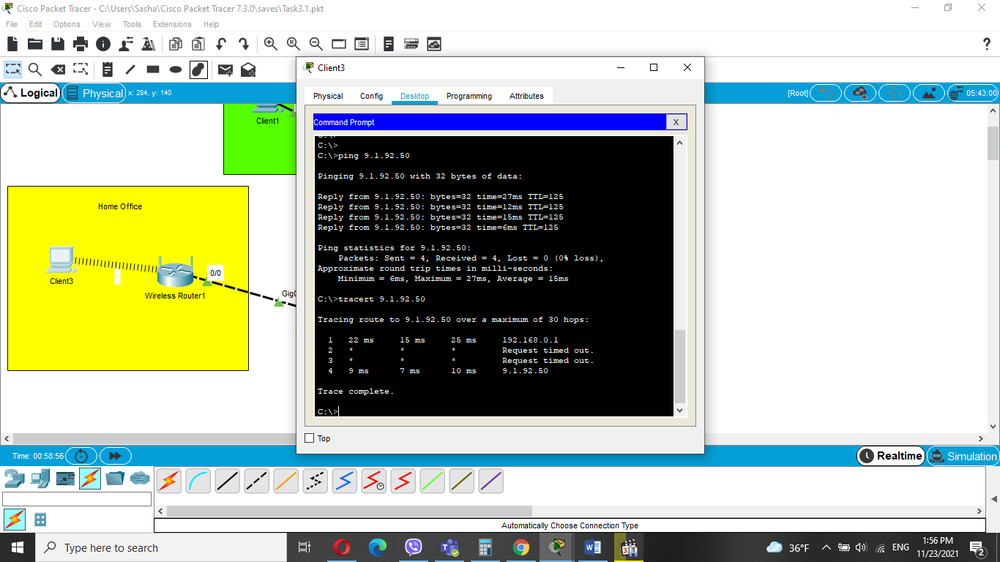 Cisco Packet Tracer - C:\Users\Sasha\Cisco Packet Tracer 7.3.0\saves\Task3.1.pkt
File Edit Options View Tools Extensions Help
?
Logical Physical x: 284, y: 140
[Root] 05:43:00
Client1
Home Office
Client3
Wireless Router1
0/0
Client3
Physical Config Desktop Programming Attributes
Command Prompt X
C:\>
C:\>
C:\>ping 9.1.92.50
Pinging 9.1.92.50 with 32 bytes of data:
Reply from 9.1.92.50: bytes=32 time=27ms TTL=125
Reply from 9.1.92.50: bytes=32 time=12ms TTL=125
Reply from 9.1.92.50: bytes=32 time=15ms TTL=125
Reply from 9.1.92.50: bytes=32 time=6ms TTL=125
Ping statistics for 9.1.92.50:
Packets: Sent = 4, Received = 4, Lost = 0 (0% loss),
Approximate round trip times in milli-seconds:
Minimum = 6ms, Maximum = 27ms, Average = 15ms
C:\>tracert 9.1.92.50
Tracing route to 9.1.92.50 over a maximum of 30 hops:
1 22 ms 15 ms 25 ms 192.168.0.1
2 * * * Request timed out.
3 * * * Request timed out.
4 9 ms 7 ms 10 ms 9.1.92.50
Trace complete.
C:\>
Top
Time: 00:58:56
Realtime Simulation
Automatically Choose Connection Type
Type here to search
36°F
ENG
1:56 PM
11/23/2021
2